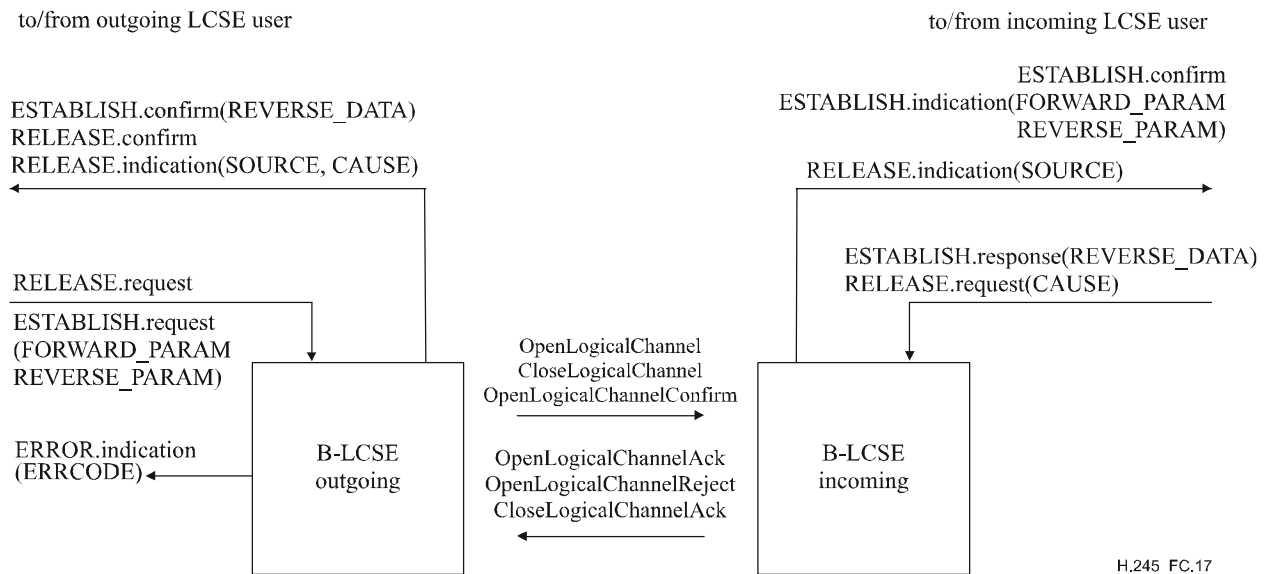 to/from outgoing LCSE user
to/from incoming LCSE user
ESTABLISH.confirm(REVERSE_DATA)
RELEASE.confirm
RELEASE.indication(SOURCE, CAUSE)
ESTABLISH.confirm
ESTABLISH.indication(FORWARD_PARAM
REVERSE_PARAM)
RELEASE.indication(SOURCE)
RELEASE.request
ESTABLISH.request
(FORWARD_PARAM
REVERSE_PARAM)
ESTABLISH.response(REVERSE_DATA)
RELEASE.request(CAUSE)
ERROR.indication
(ERRCODE)
B-LCSE
outgoing
OpenLogicalChannel
CloseLogicalChannel
OpenLogicalChannelConfirm
OpenLogicalChannelAck
OpenLogicalChannelReject
CloseLogicalChannelAck
B-LCSE
incoming
H.245_FC.17